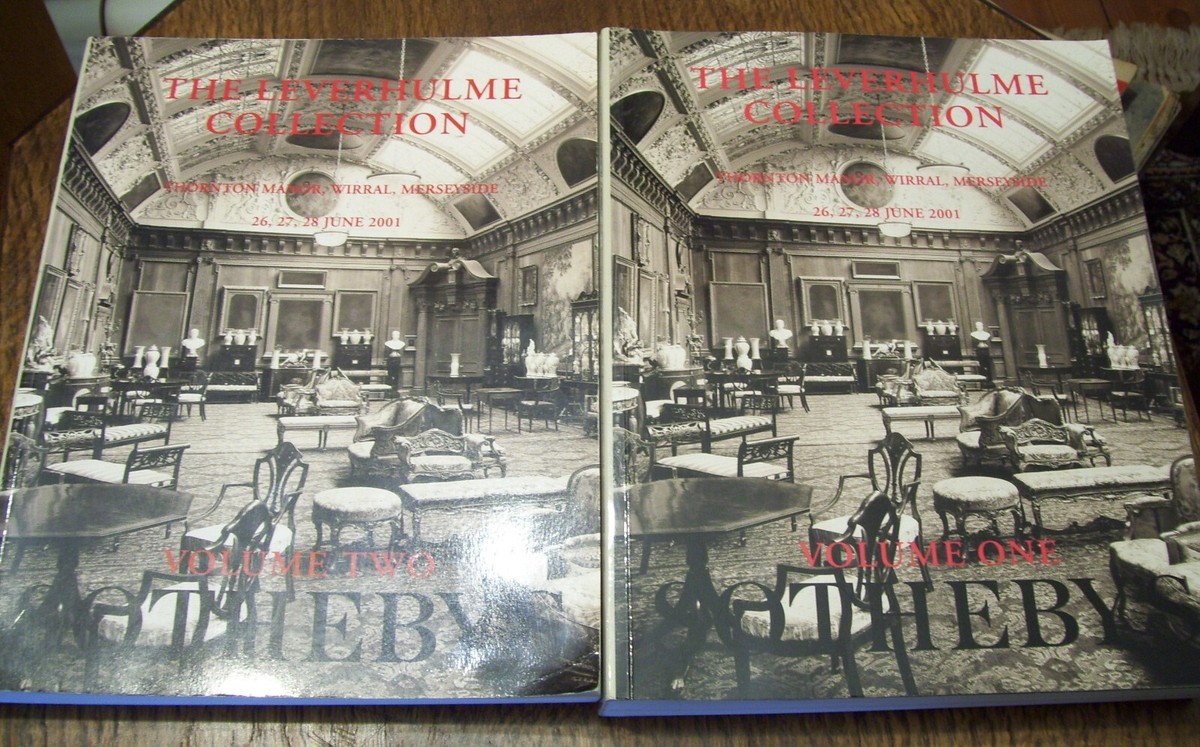 THE LEVERHULME
COLLECTION
THORNTON MANOR, WIRRAL, MERSEYSIDE
26, 27, 28 JUNE 2001
VOLUME TWO
SOTHEBY'S
THE LEVERHULME
COLLECTION
THORNTON MANOR, WIRRAL, MERSEYSIDE
26, 27, 28 JUNE 2001
VOLUME ONE
SOTHEBY'S